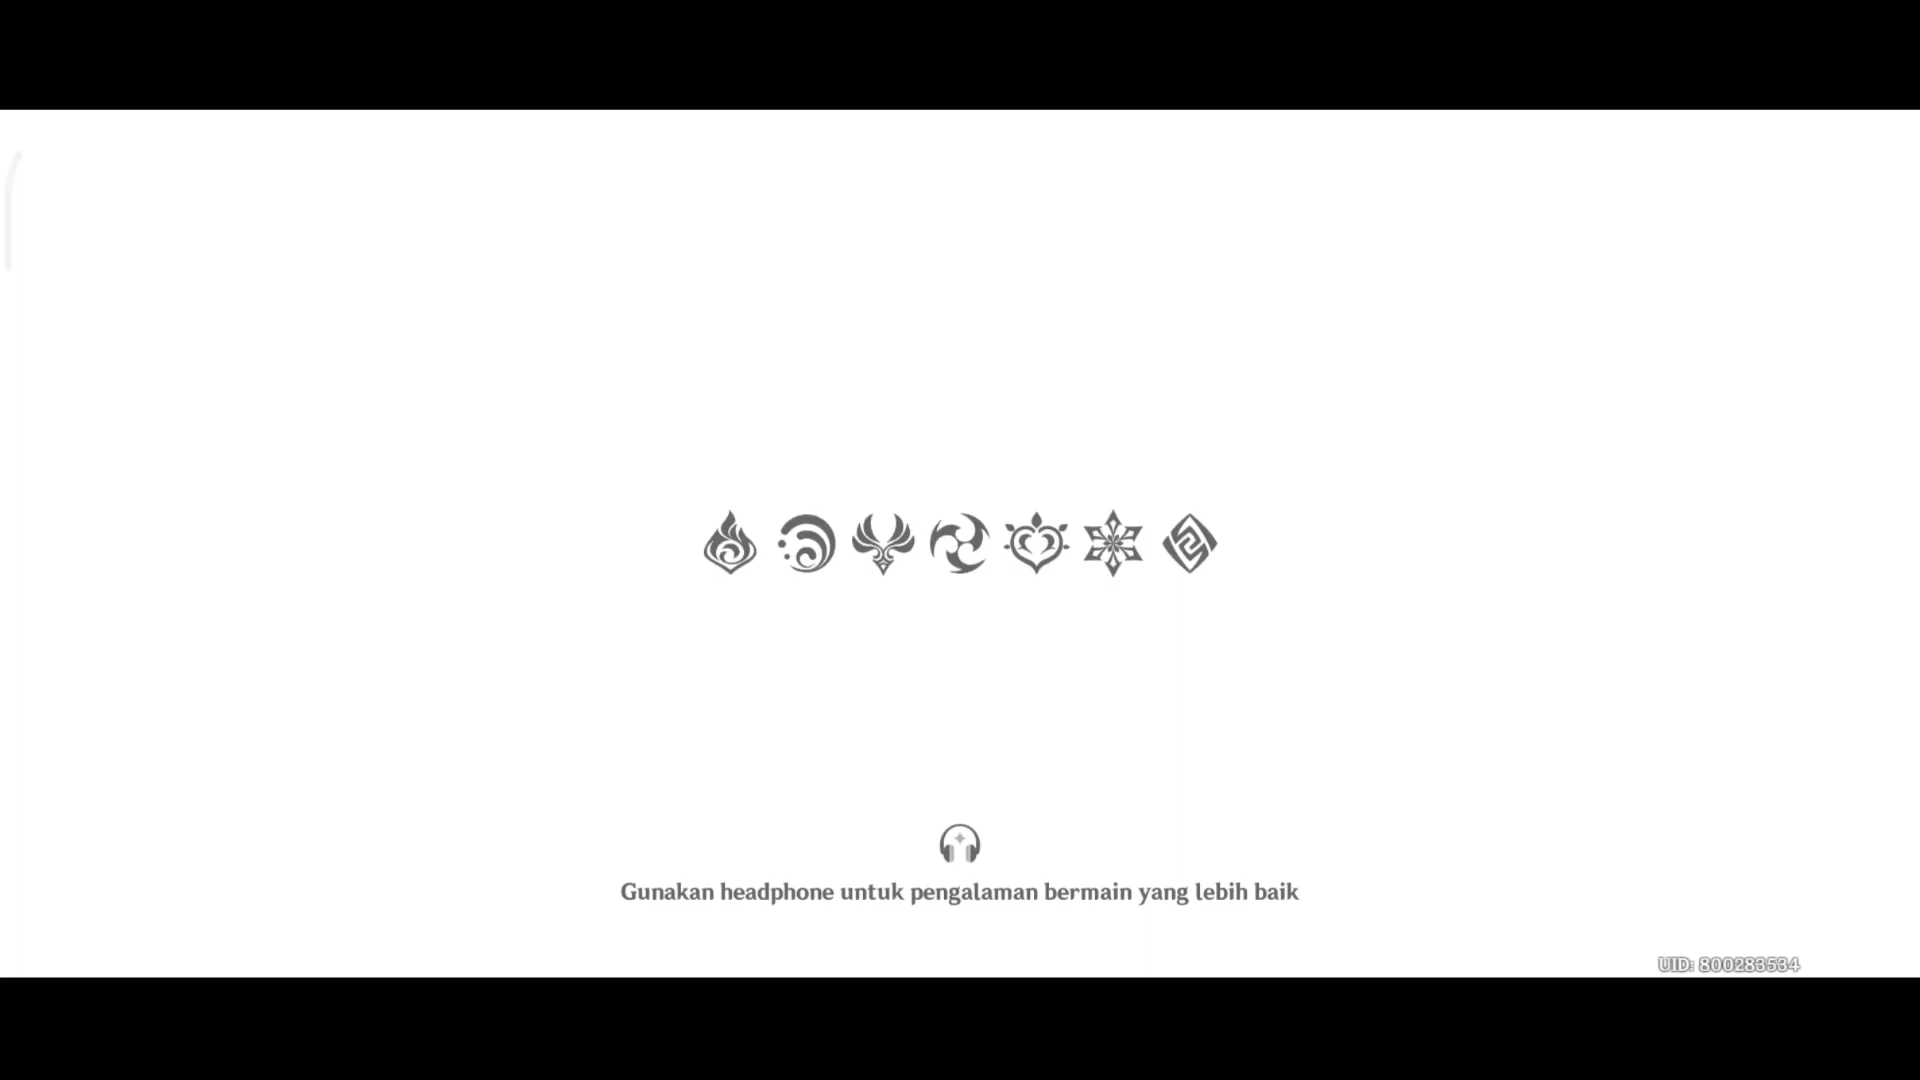 Gunakan headphone untuk pengalaman bermain yang lebih baik
UID: 800283534